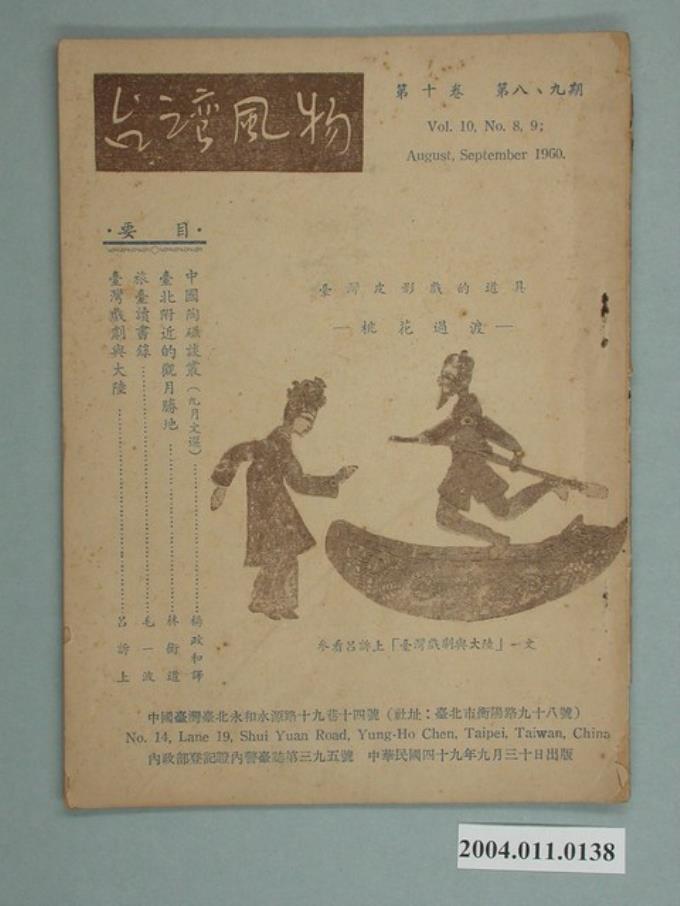 台灣風物
第十卷　第八、九期
Vol. 10, No. 8, 9;
August, September 1960.
·要目·
臺灣皮影戲的道具
—桃花過渡—
中國陶磁談叢（九月文選）…………楊政和譯
臺北附近的觀月勝地…………林衡道
旅臺讀書錄…………毛一波
臺灣戲劇與大陸…………呂訴上
參看呂訴上「臺灣戲劇與大陸」一文
中國臺灣臺北永和水源路十九巷十四號（社址：臺北市衡陽路九十八號）
No. 14, Lane 19, Shui Yuan Road, Yung-Ho Chen, Taipei, Taiwan, China
內政部登記證內警臺誌第三九五號　中華民國四十九年九月三十日出版
2004.011.0138